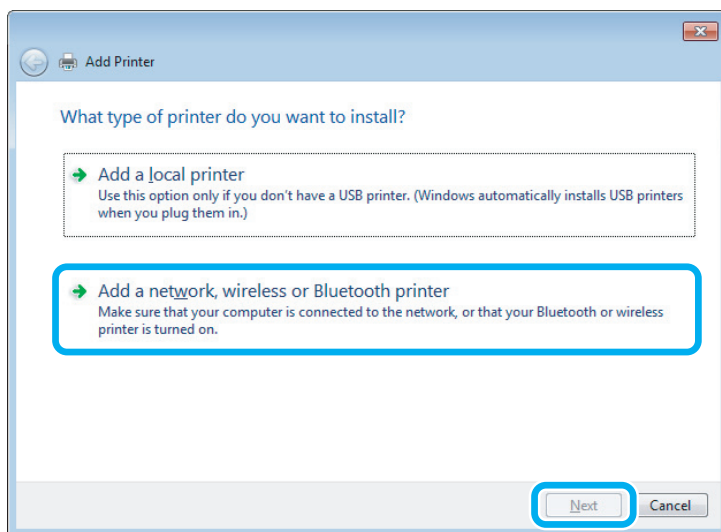 Add Printer
What type of printer do you want to install?
Add a local printer
Use this option only if you don't have a USB printer. (Windows automatically installs USB printers
when you plug them in.)
Add a network, wireless or Bluetooth printer
Make sure that your computer is connected to the network, or that your Bluetooth or wireless
printer is turned on.
Next Cancel